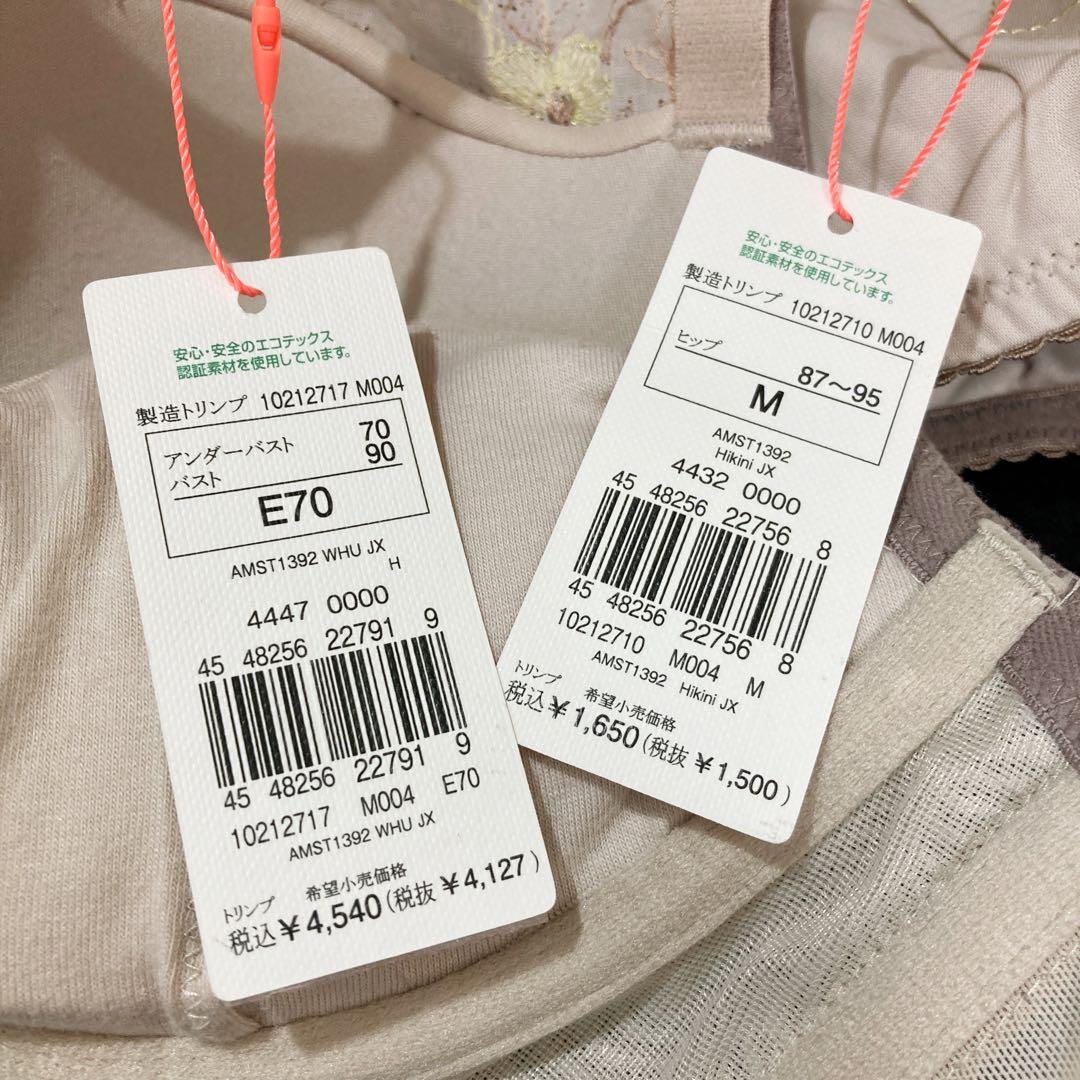 安心・安全のエコテックス
認証素材を使用しています。
製造トリンプ 10212717 M004
アンダーバスト 70
バスト 90
E70
AMST1392 WHU JX
H
4447 0000
45 48256 22791 9
45 48256 22791 9
10212717 M004 E70
AMST1392 WHU JX
トリンプ 希望小売価格
税込￥4,540(税抜￥4,127)
安心・安全のエコテックス
認証素材を使用しています。
製造トリンプ 10212710 M004
ヒップ 87～95
M
AMST1392
Hikini JX
4432 0000
45 48256 22756 8
45 48256 22756 8
10212710 M004 M
AMST1392 Hikini JX
トリンプ 希望小売価格
税込￥1,650(税抜￥1,500)